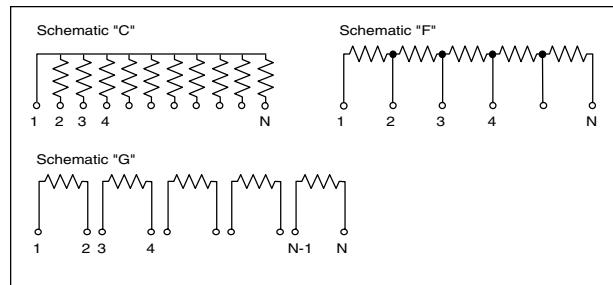 Schematic "C"
1 2 3 4 N
Schematic "F"
1 2 3 4 N
Schematic "G"
1 2 3 4 N-1 N